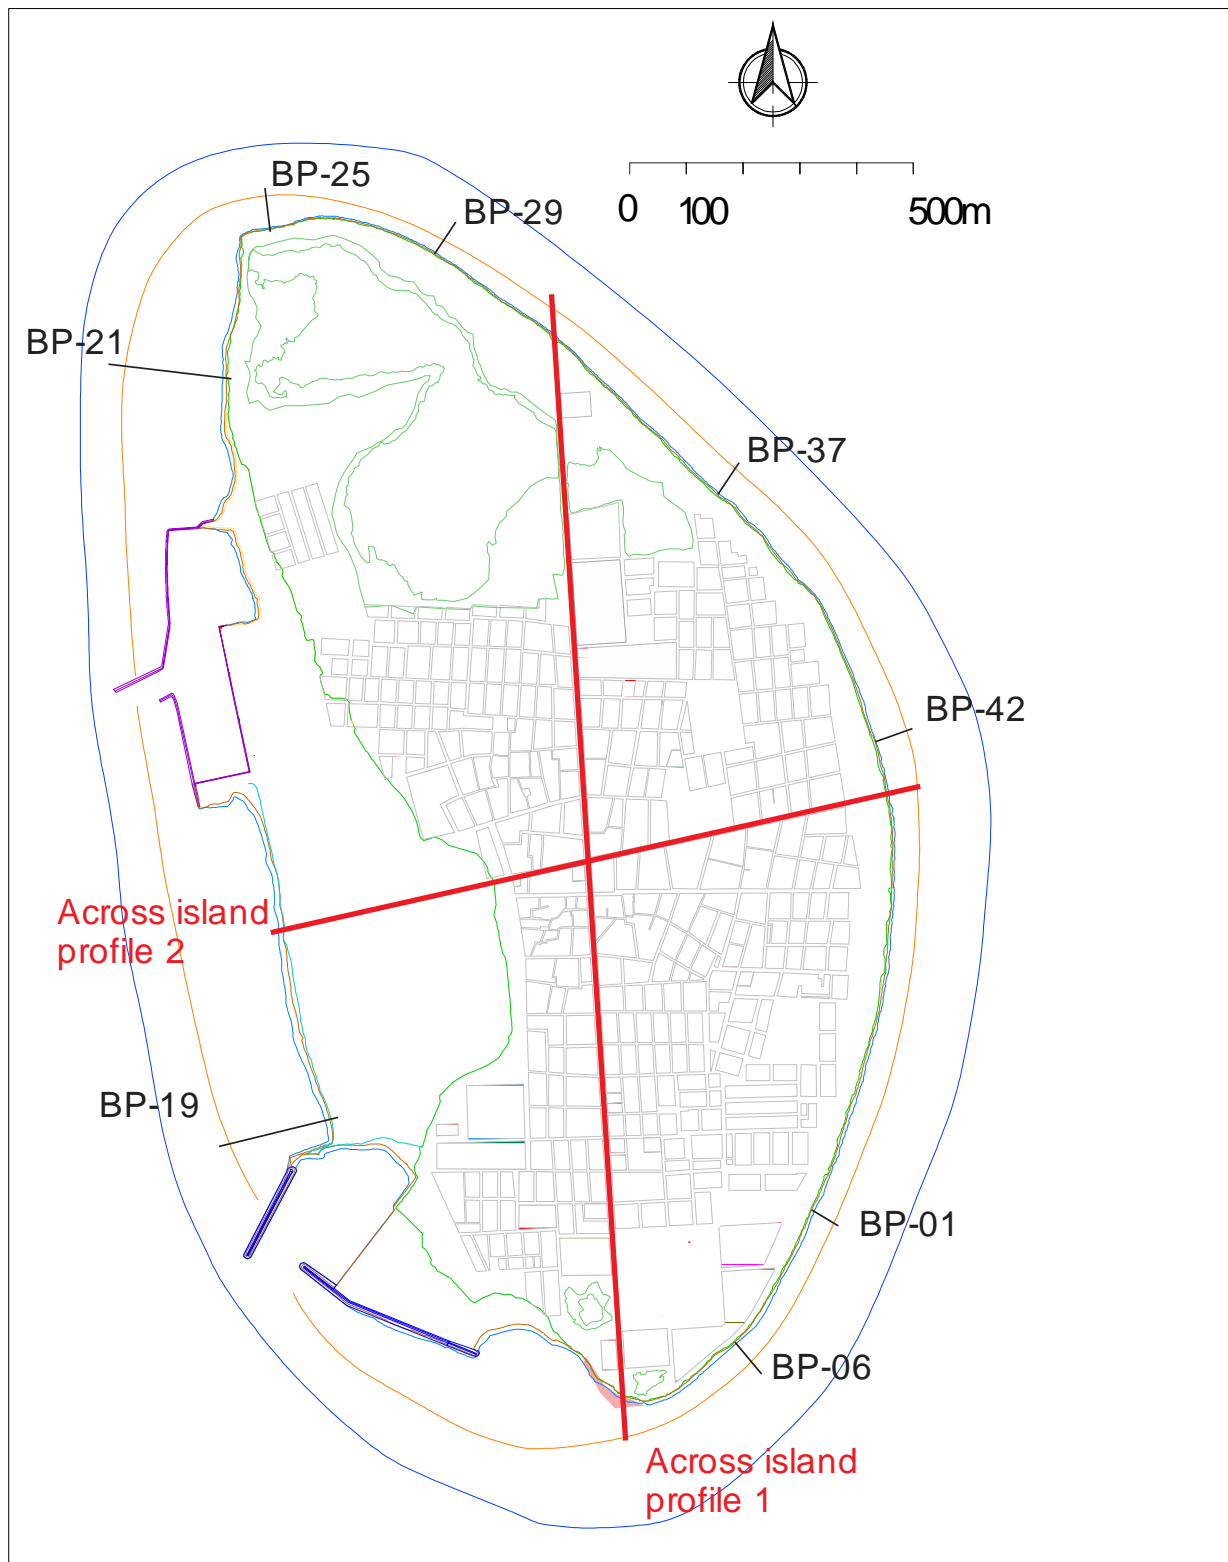 BP-25
BP-29
0 100 500m
BP-21
BP-37
BP-42
Across island
profile 2
BP-19
BP-01
BP-06
Across island
profile 1